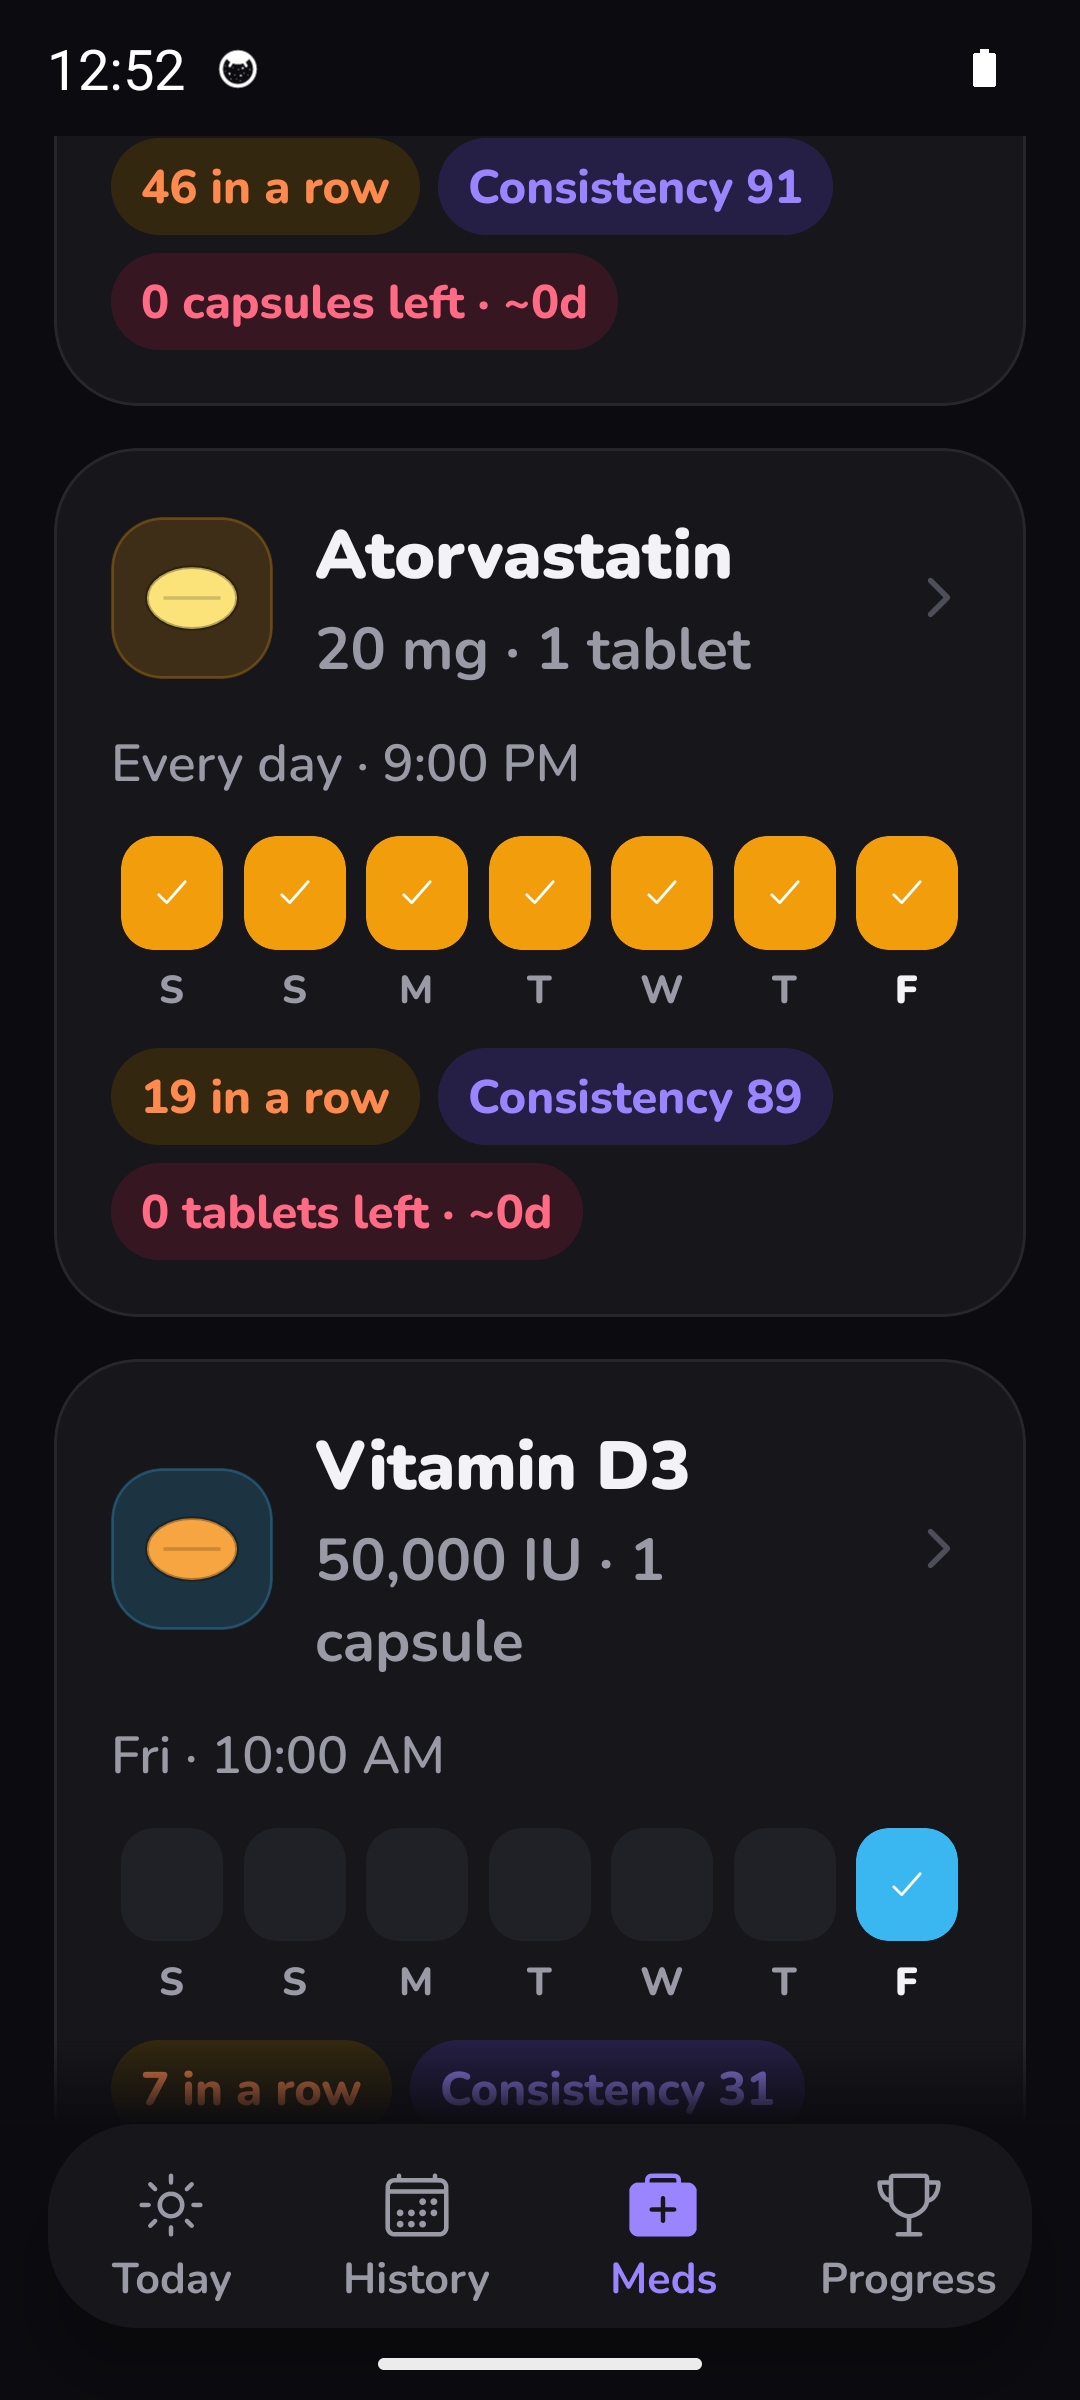 12:52
46 in a row Consistency 91
0 capsules left · ~0d
Atorvastatin
20 mg · 1 tablet
Every day · 9:00 PM
S S M T W T F
19 in a row Consistency 89
0 tablets left · ~0d
Vitamin D3
50,000 IU · 1
capsule
Fri · 10:00 AM
S S M T W T F
7 in a row Consistency 31
Today History Meds Progress